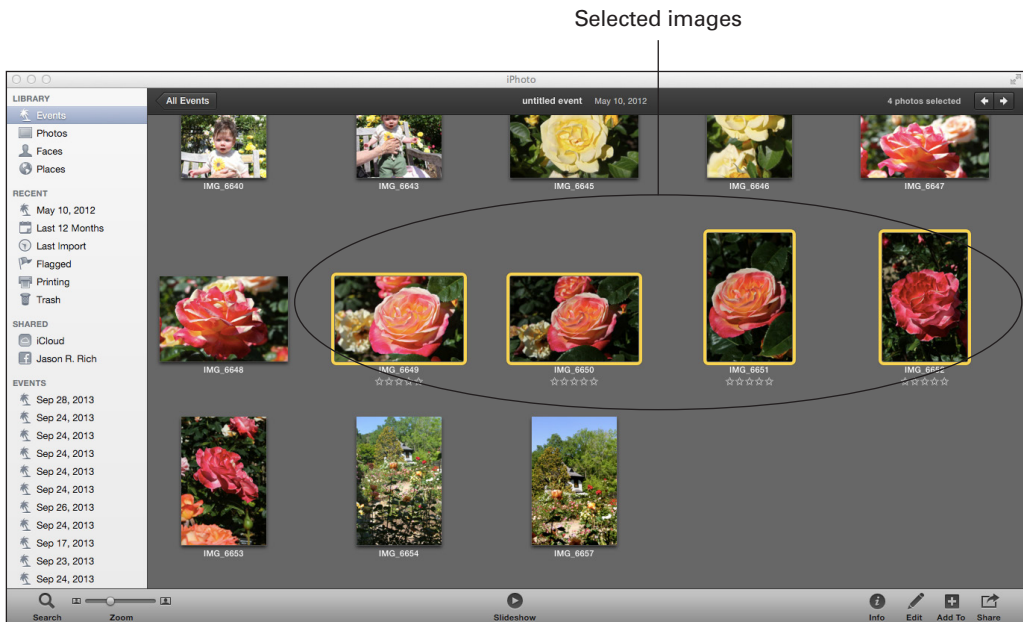 Selected images
iPhoto
LIBRARY
Events
Photos
Faces
Places
RECENT
May 10, 2012
Last 12 Months
Last Import
Flagged
Printing
Trash
SHARED
iCloud
Jason R. Rich
EVENTS
Sep 28, 2013
Sep 24, 2013
Sep 24, 2013
Sep 24, 2013
Sep 24, 2013
Sep 24, 2013
Sep 26, 2013
Sep 24, 2013
Sep 17, 2013
Sep 23, 2013
Sep 24, 2013
All Events
untitled event May 10, 2012
4 photos selected
IMG_6640 IMG_6643 IMG_6645 IMG_6646 IMG_6647
IMG_6648 IMG_6649 IMG_6650 IMG_6651 IMG_6652
IMG_6653 IMG_6654 IMG_6657
Search Zoom Slideshow Info Edit Add To Share